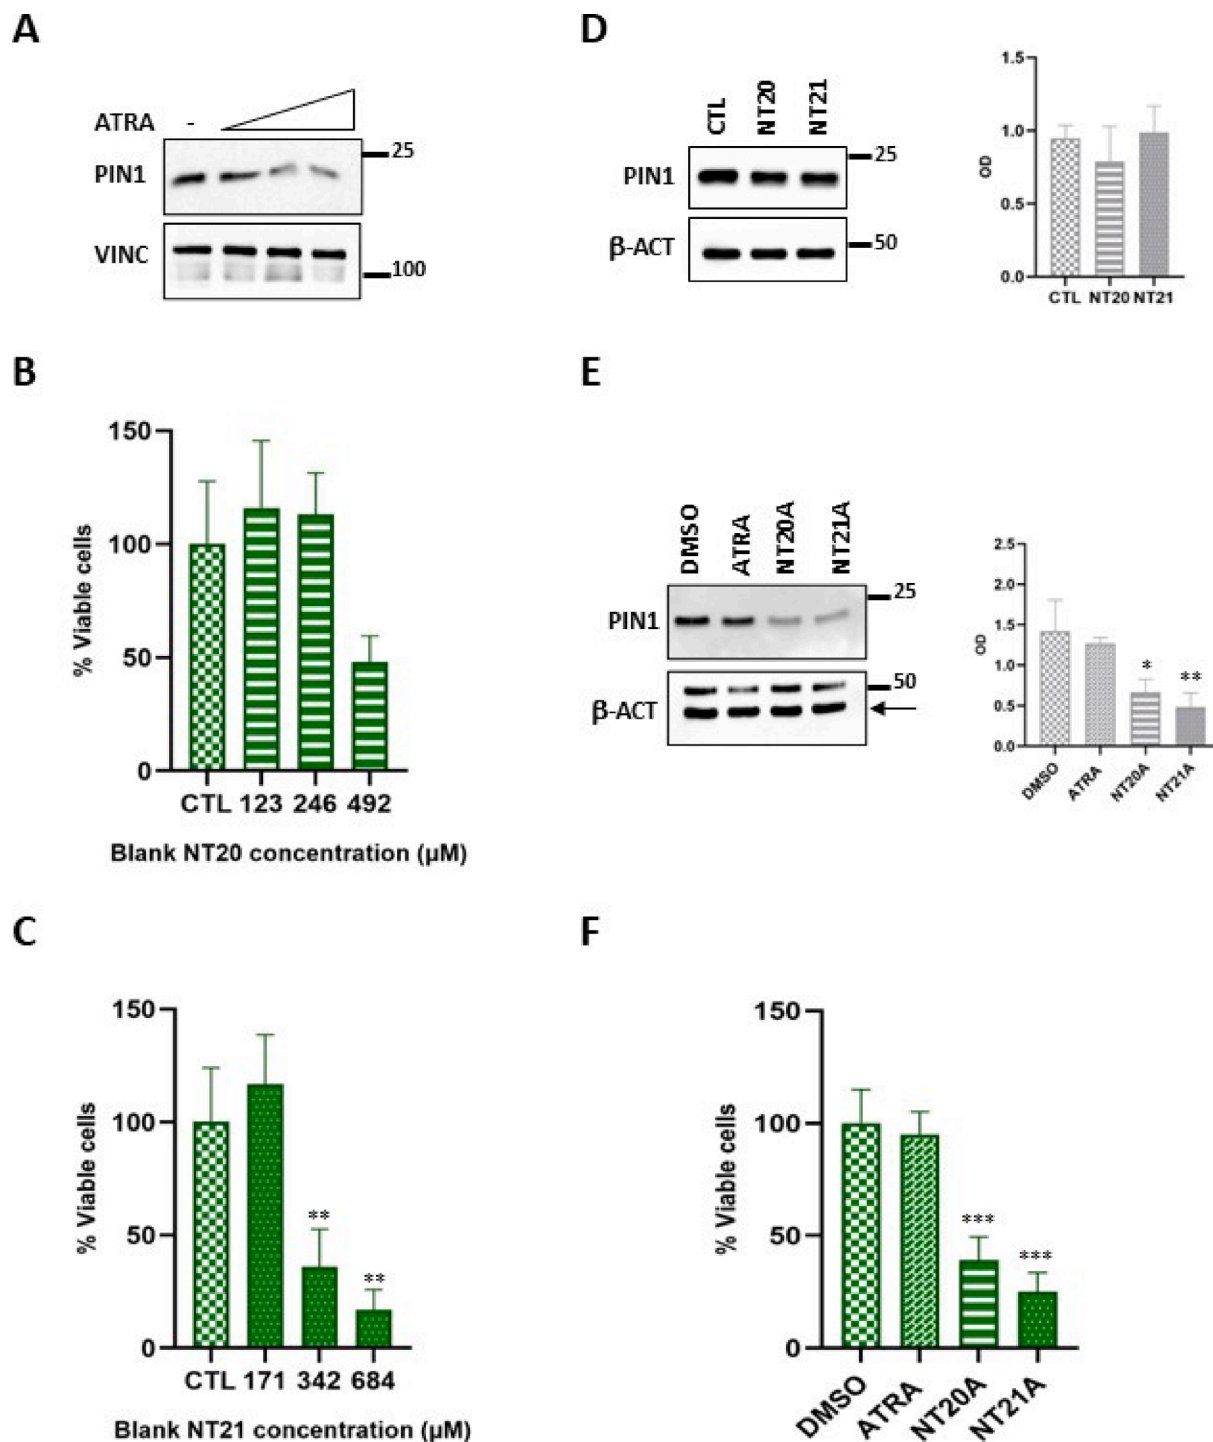 A
ATRA -
PIN1
25
VINC
100
B
150
100
50
0
% Viable cells
CTL 123 246 492
Blank NT20 concentration (µM)
C
150
100
50
0
% Viable cells
**
**
CTL 171 342 684
Blank NT21 concentration (µM)
D
CTL
NT20
NT21
PIN1
25
β-ACT
50
1.5
1.0
0.5
0.0
OD
CTL NT20 NT21
E
DMSO
ATRA
NT20A
NT21A
PIN1
25
β-ACT
50
2.5
2.0
1.5
1.0
0.5
0.0
OD
*
**
DMSO
ATRA
NT20A
NT21A
F
150
100
50
0
% Viable cells
***
***
DMSO
ATRA
NT20A
NT21A